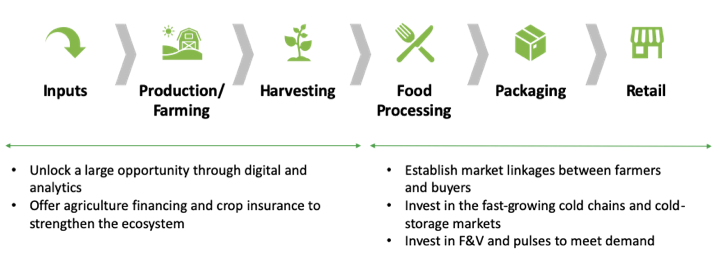 Inputs
Production/
Farming
Harvesting
Food
Processing
Packaging
Retail
• Unlock a large opportunity through digital and
analytics
• Offer agriculture financing and crop insurance to
strengthen the ecosystem
• Establish market linkages between farmers
and buyers
• Invest in the fast-growing cold chains and cold-
storage markets
• Invest in F&V and pulses to meet demand